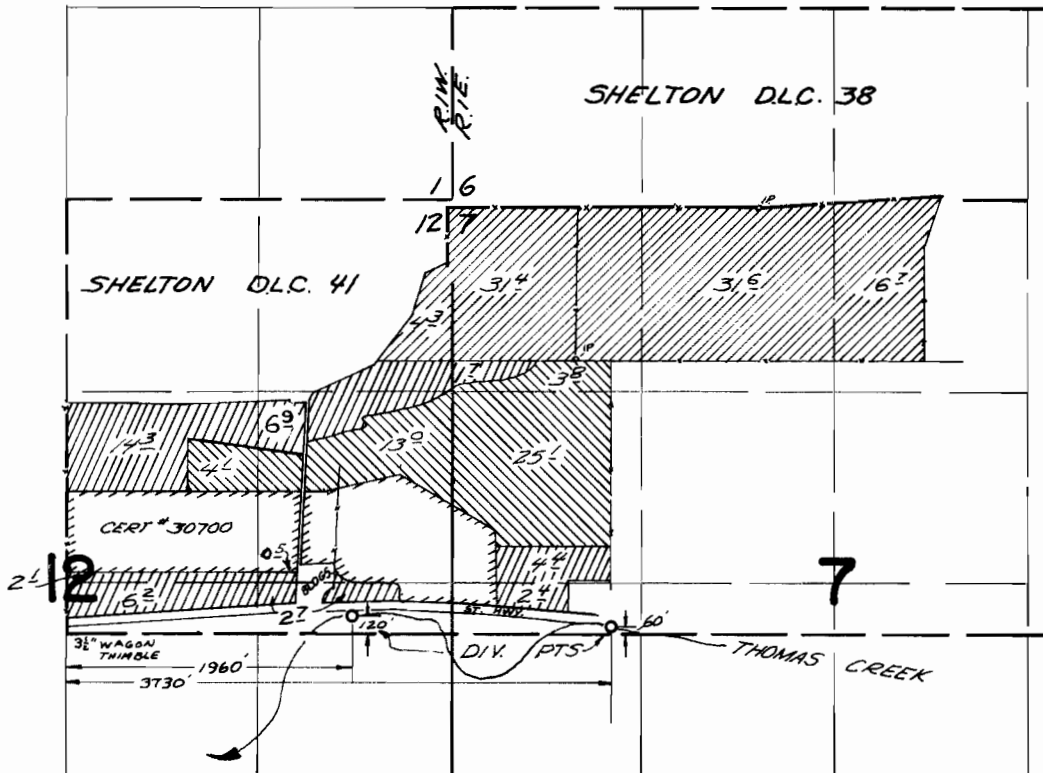 SHELTON D.L.C. 38
R.1W.
R.1E.
1 6
12 7
SHELTON D.L.C. 41
31.4
31.6
16.7
4.3
1.7
3.8
14.3
6.9
4.1
13.0
25.1
CERT # 30700
0.5
12
2.1
6.2
BLDGS
4.4
2.4
7
2.7
ST. HWY.
120'
60'
3½" WAGON
THIMBLE
DIV. PTS
THOMAS CREEK
1960'
3730'
IP
IP